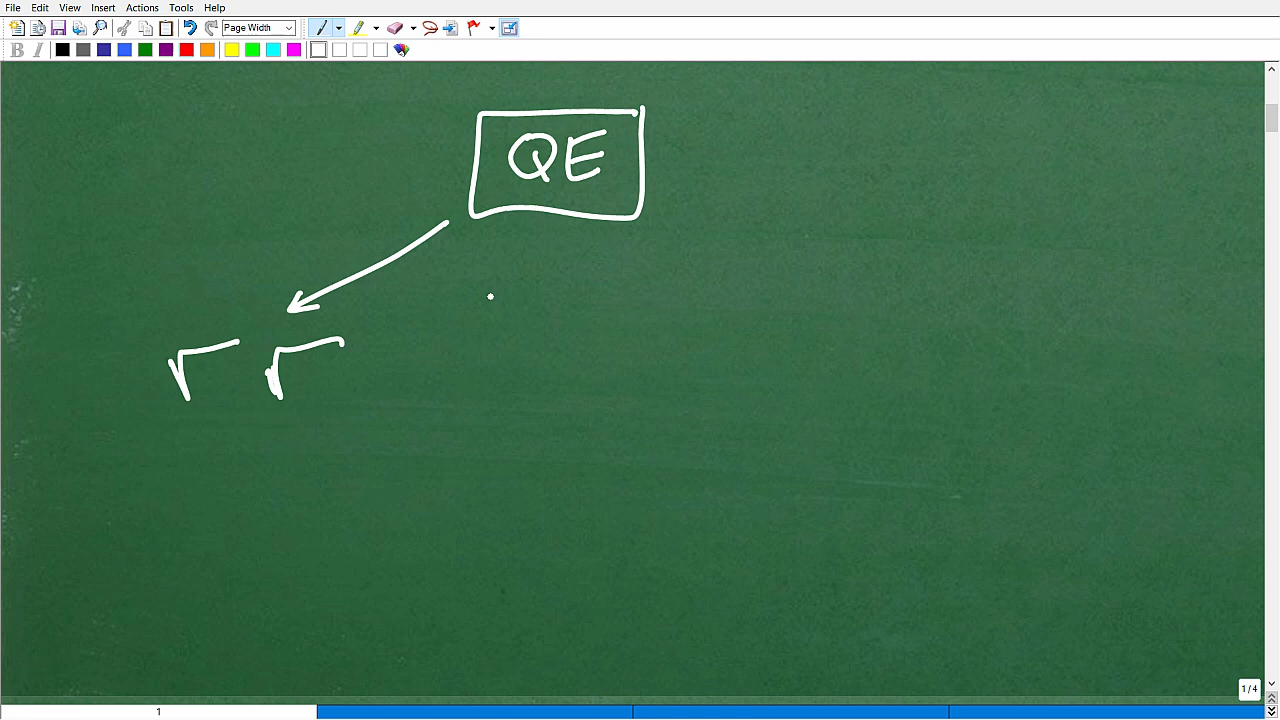 File Edit View Insert Actions Tools Help
Page Width
B I
QE
√ √
1 / 4
1